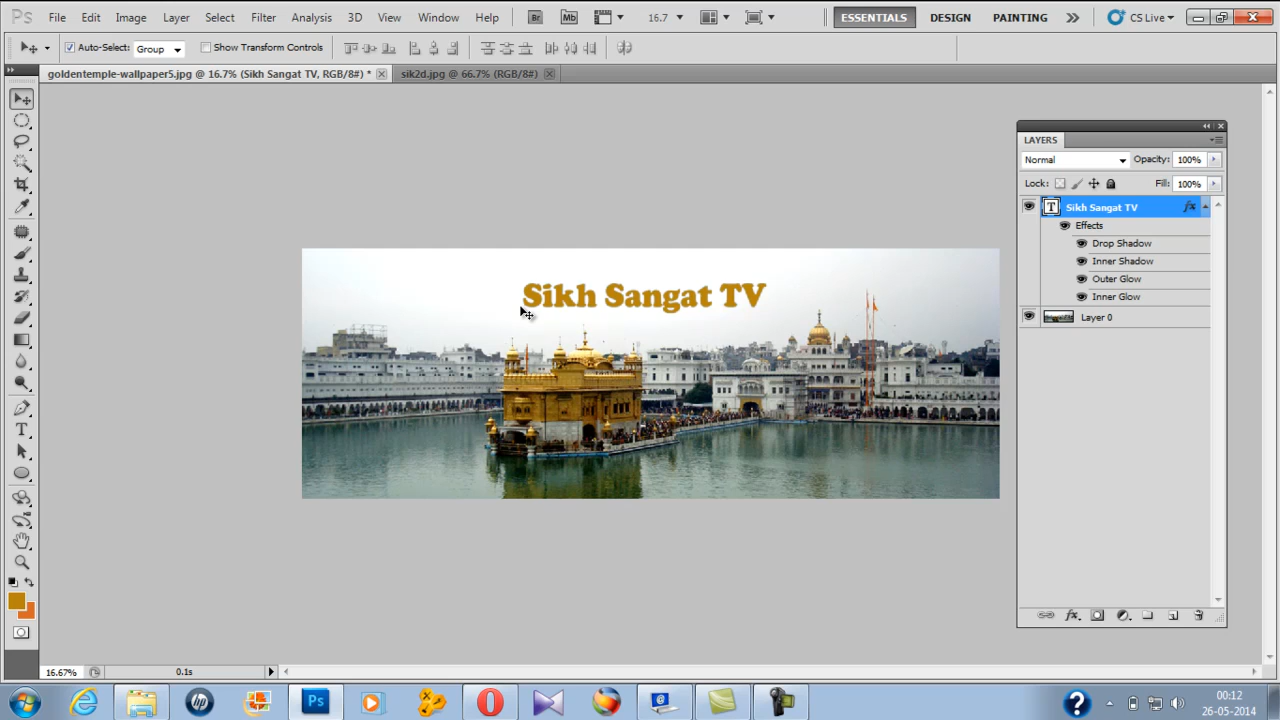 Ps File Edit Image Layer Select Filter Analysis 3D View Window Help Br Mb 16.7 ESSENTIALS DESIGN PAINTING CS Live
Auto-Select: Group Show Transform Controls
goldentemple-wallpaper5.jpg @ 16.7% (Sikh Sangat TV, RGB/8#) * sik2d.jpg @ 66.7% (RGB/8#)
LAYERS
Normal Opacity: 100%
Lock: Fill: 100%
T Sikh Sangat TV fx
Effects
Drop Shadow
Inner Shadow
Outer Glow
Inner Glow
Layer 0
Sikh Sangat TV
16.67% 0.1s
Ps
00:12
26-05-2014